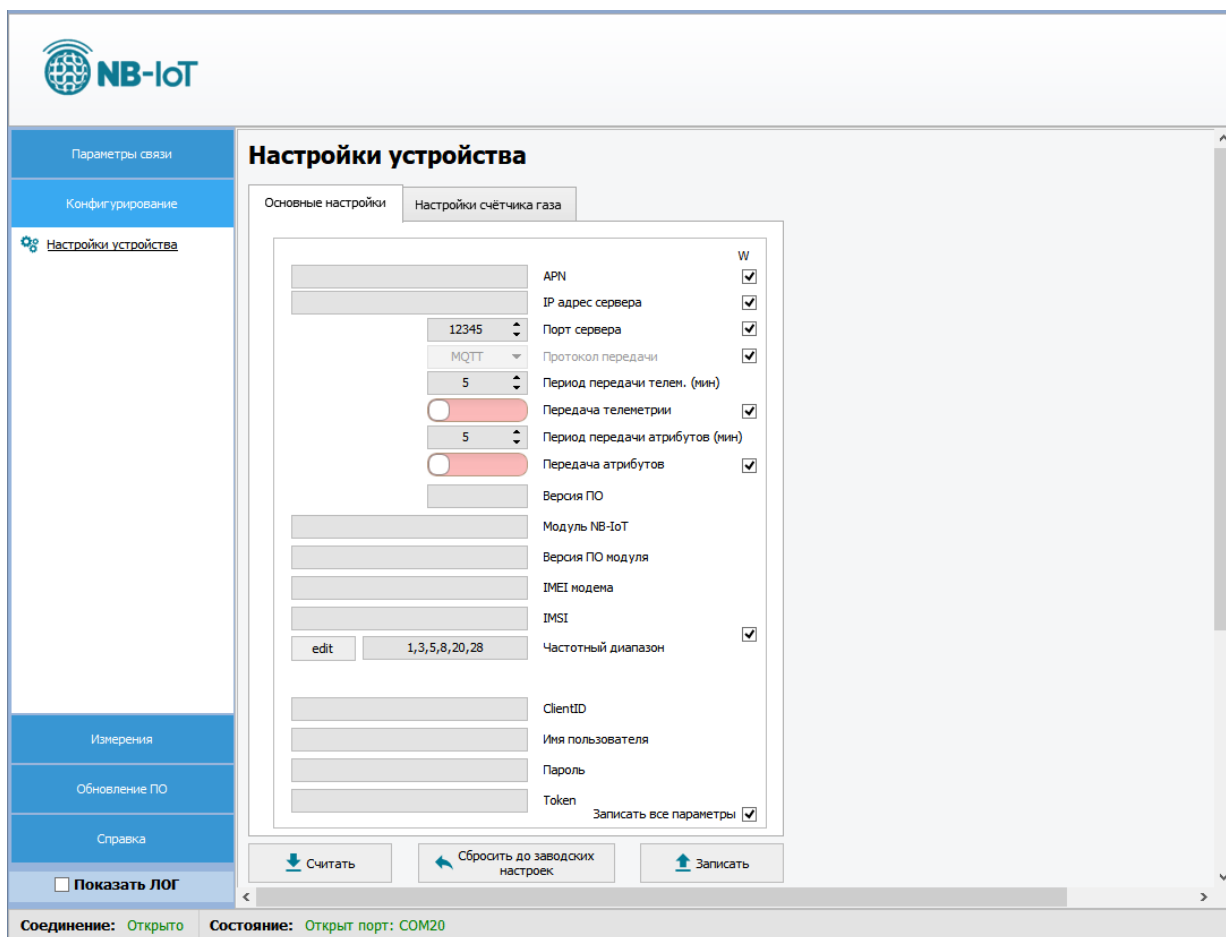 NB-IoT
Параметры связи
Конфигурирование
Настройки устройства
Измерения
Обновление ПО
Справка
Показать ЛОГ
Настройки устройства
Основные настройки
Настройки счётчика газа
W
APN
IP адрес сервера
12345 Порт сервера
MQTT Протокол передачи
5 Период передачи телем. (мин)
Передача телеметрии
5 Период передачи атрибутов (мин)
Передача атрибутов
Версия ПО
Модуль NB-IoT
Версия ПО модуля
IMEI модема
IMSI
edit 1,3,5,8,20,28 Частотный диапазон
ClientID
Имя пользователя
Пароль
Token
Записать все параметры
Считать
Сбросить до заводских
настроек
Записать
Соединение: Открыто Состояние: Открыт порт: COM20